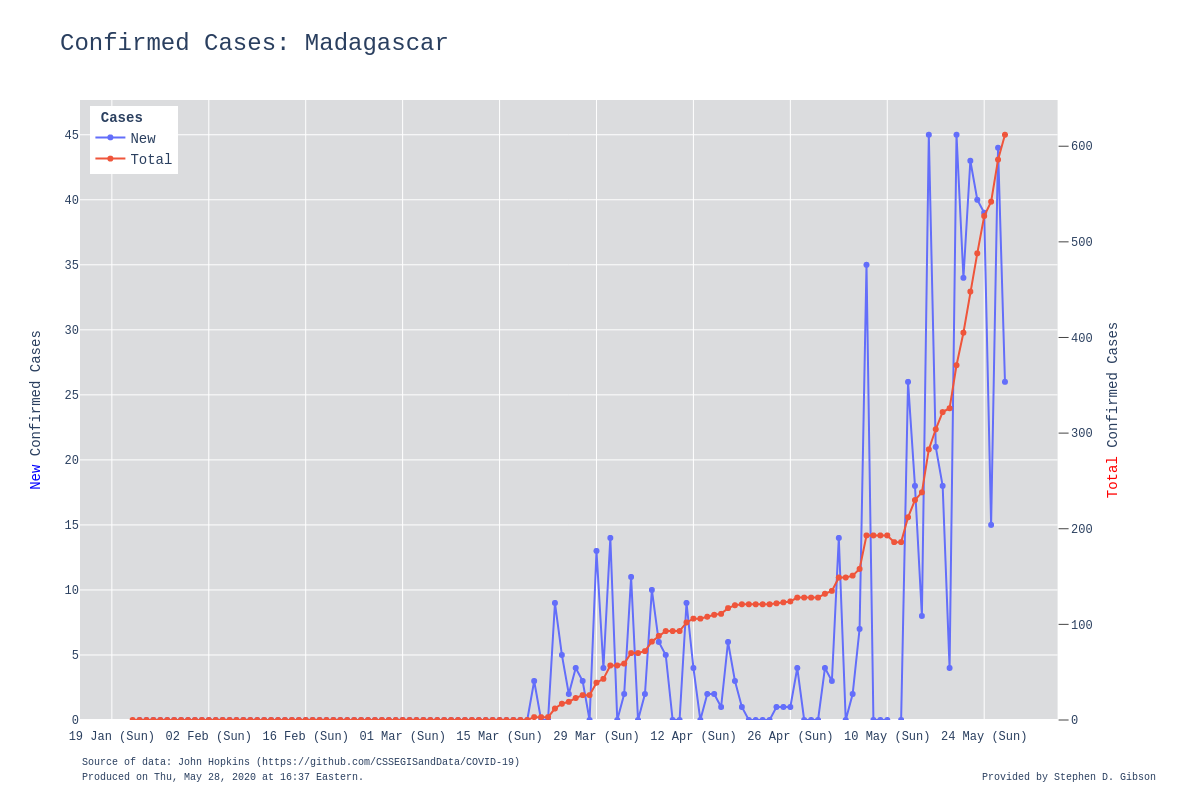 Confirmed Cases: Madagascar
Cases
New
Total
45
40
35
30
25
20
15
10
5
0
New Confirmed Cases
600
500
400
300
200
100
0
Total Confirmed Cases
19 Jan (Sun) 02 Feb (Sun) 16 Feb (Sun) 01 Mar (Sun) 15 Mar (Sun) 29 Mar (Sun) 12 Apr (Sun) 26 Apr (Sun) 10 May (Sun) 24 May (Sun)
Source of data: John Hopkins (https://github.com/CSSEGISandData/COVID-19)
Produced on Thu, May 28, 2020 at 16:37 Eastern.
Provided by Stephen D. Gibson